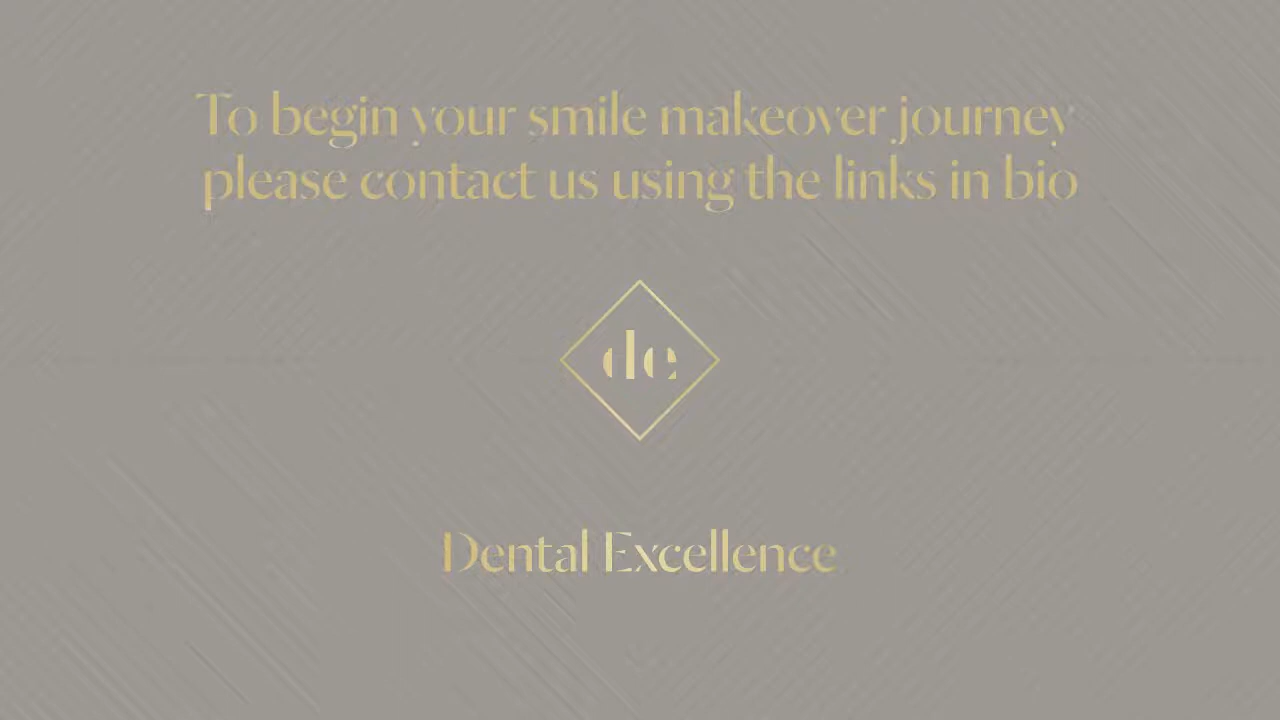 To begin your smile makeover journey
please contact us using the links in bio
de
Dental Excellence